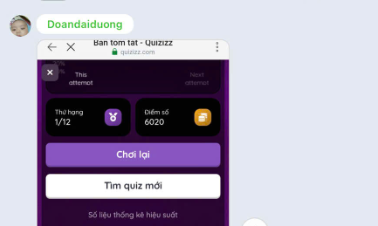 Doandaiduong
Bản tóm tắt - Quizizz
quizizz.com
This
attempt
Next
attempt
Thứ hạng
1/12
Điểm số
6020
Chơi lại
Tìm quiz mới
Số liệu thống kê hiệu suất